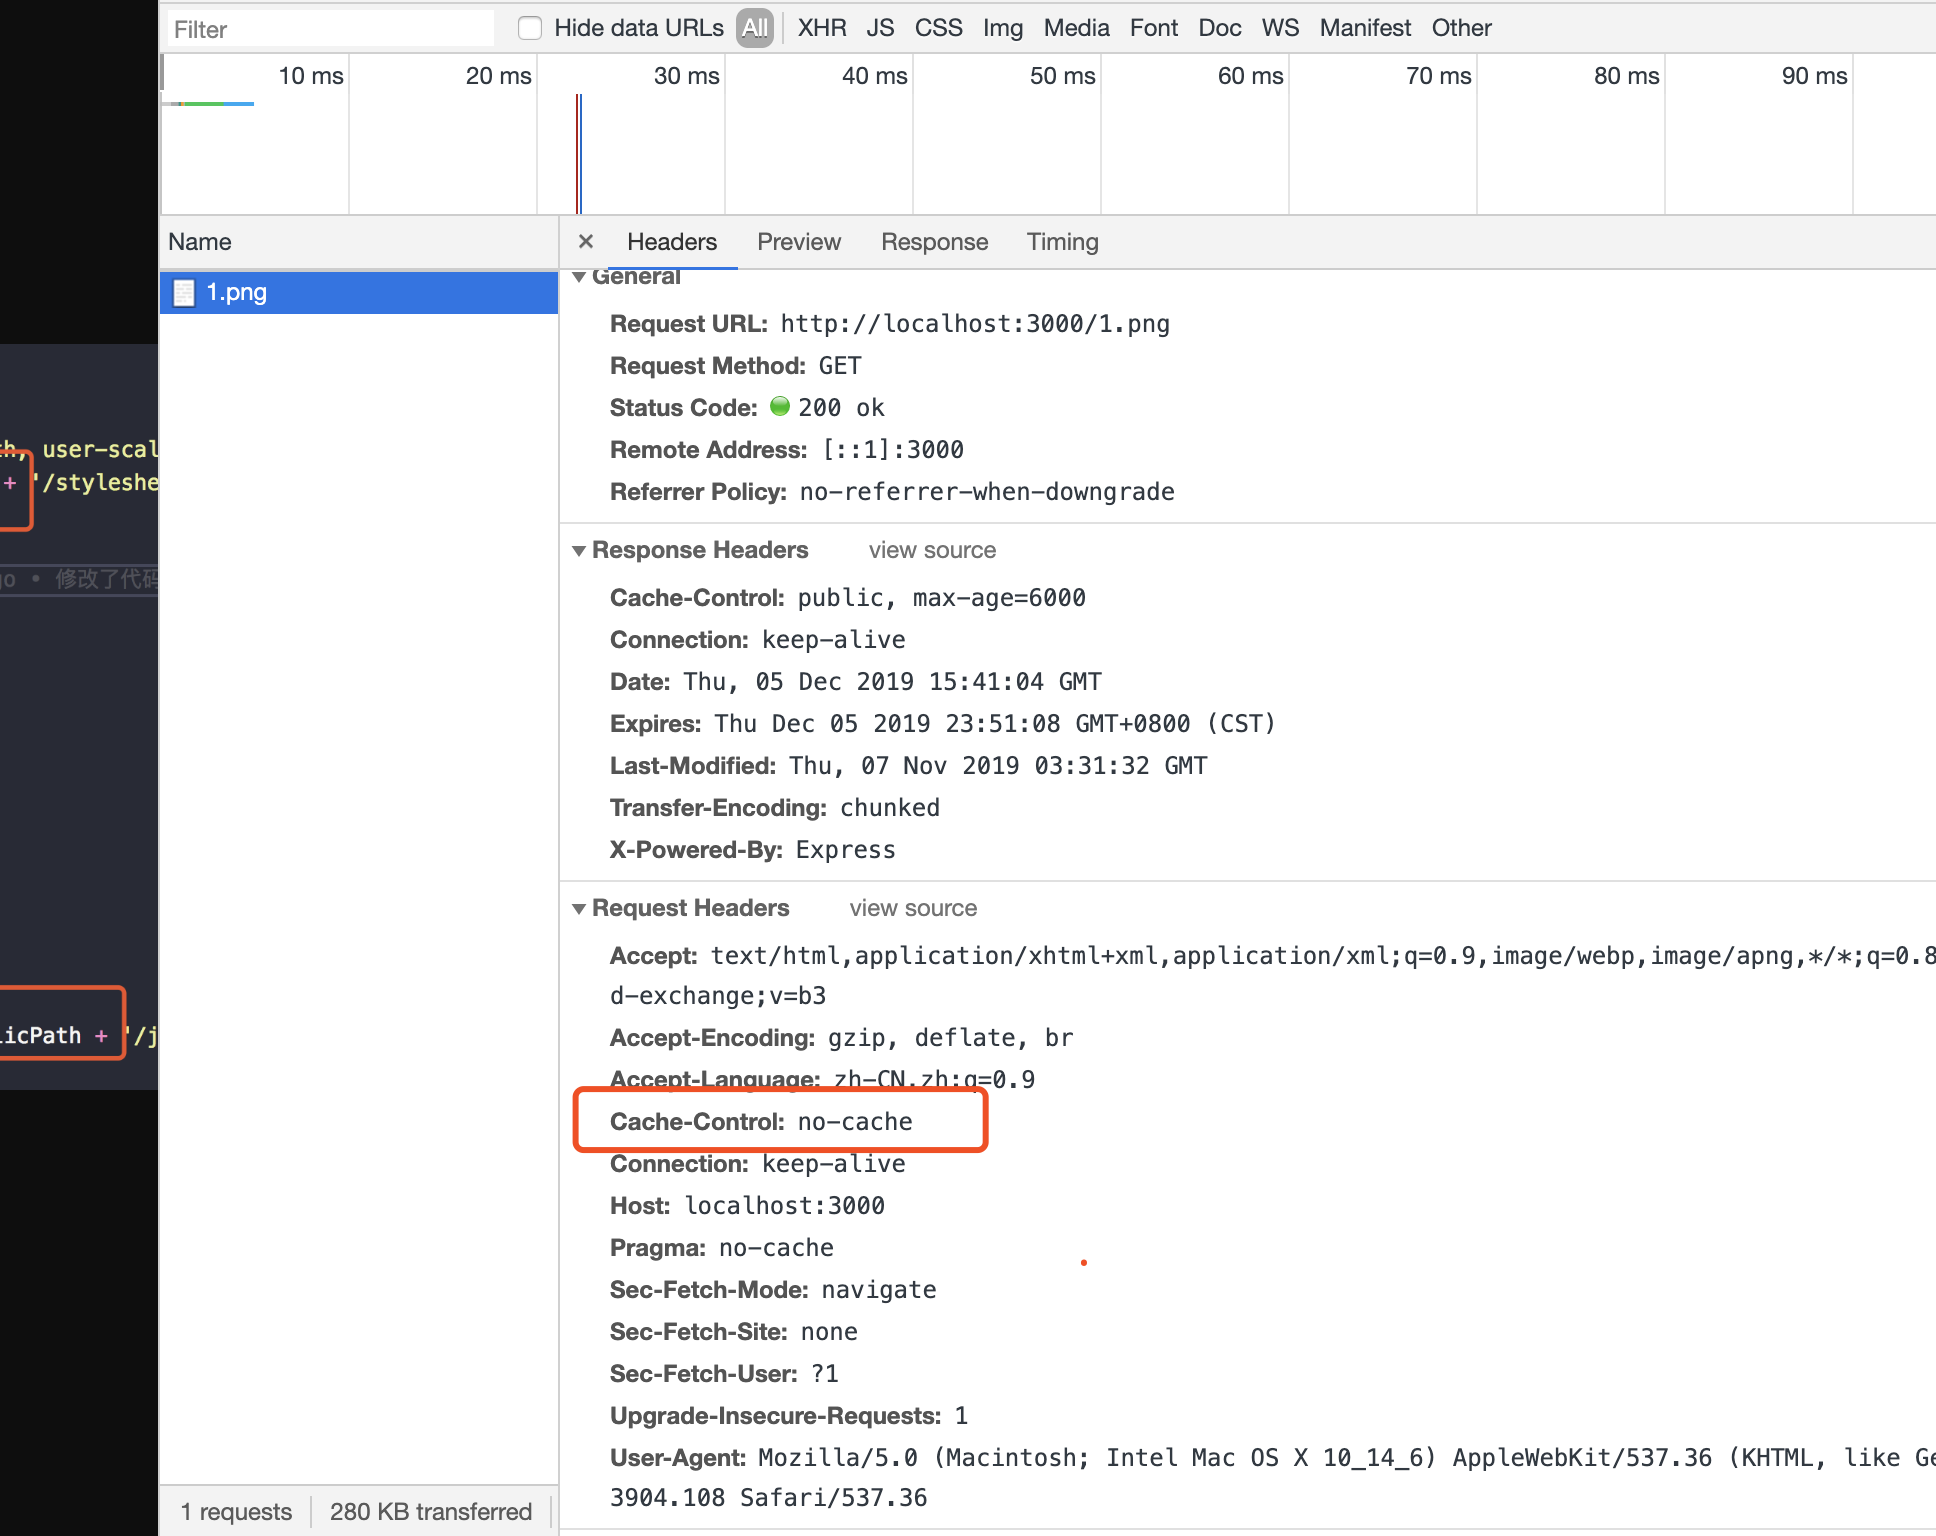 Filter
Hide data URLs All XHR JS CSS Img Media Font Doc WS Manifest Other
10 ms 20 ms 30 ms 40 ms 50 ms 60 ms 70 ms 80 ms 90 ms
Name
1.png
1 requests 280 KB transferred
× Headers Preview Response Timing
General
Request URL: http://localhost:3000/1.png
Request Method: GET
Status Code: 200 ok
Remote Address: [::1]:3000
Referrer Policy: no-referrer-when-downgrade
Response Headers view source
Cache-Control: public, max-age=6000
Connection: keep-alive
Date: Thu, 05 Dec 2019 15:41:04 GMT
Expires: Thu Dec 05 2019 23:51:08 GMT+0800 (CST)
Last-Modified: Thu, 07 Nov 2019 03:31:32 GMT
Transfer-Encoding: chunked
X-Powered-By: Express
Request Headers view source
Accept: text/html,application/xhtml+xml,application/xml;q=0.9,image/webp,image/apng,*/*;q=0.8
d-exchange;v=b3
Accept-Encoding: gzip, deflate, br
Accept-Language: zh-CN,zh;q=0.9
Cache-Control: no-cache
Connection: keep-alive
Host: localhost:3000
Pragma: no-cache
Sec-Fetch-Mode: navigate
Sec-Fetch-Site: none
Sec-Fetch-User: ?1
Upgrade-Insecure-Requests: 1
User-Agent: Mozilla/5.0 (Macintosh; Intel Mac OS X 10_14_6) AppleWebKit/537.36 (KHTML, like Ge
3904.108 Safari/537.36
th, user-scal
+ '/styleshe
go • 修改了代码
licPath + '/j